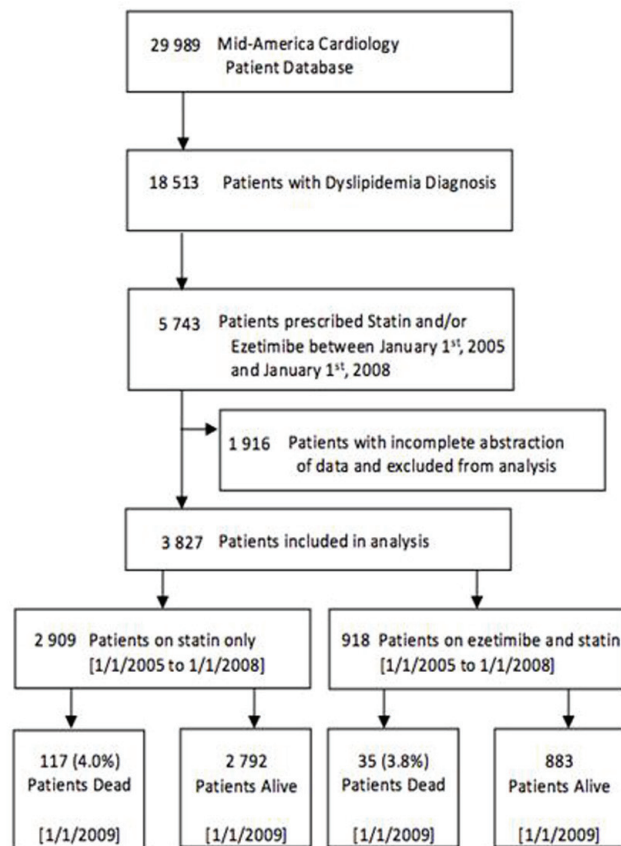 29 989 Mid-America Cardiology
Patient Database
18 513 Patients with Dyslipidemia Diagnosis
5 743 Patients prescribed Statin and/or
Ezetimibe between January 1st, 2005
and January 1st, 2008
1 916 Patients with incomplete abstraction
of data and excluded from analysis
3 827 Patients included in analysis
2 909 Patients on statin only
[1/1/2005 to 1/1/2008]
918 Patients on ezetimibe and statin
[1/1/2005 to 1/1/2008]
117 (4.0%)
Patients Dead
[1/1/2009]
2 792
Patients Alive
[1/1/2009]
35 (3.8%)
Patients Dead
[1/1/2009]
883
Patients Alive
[1/1/2009]